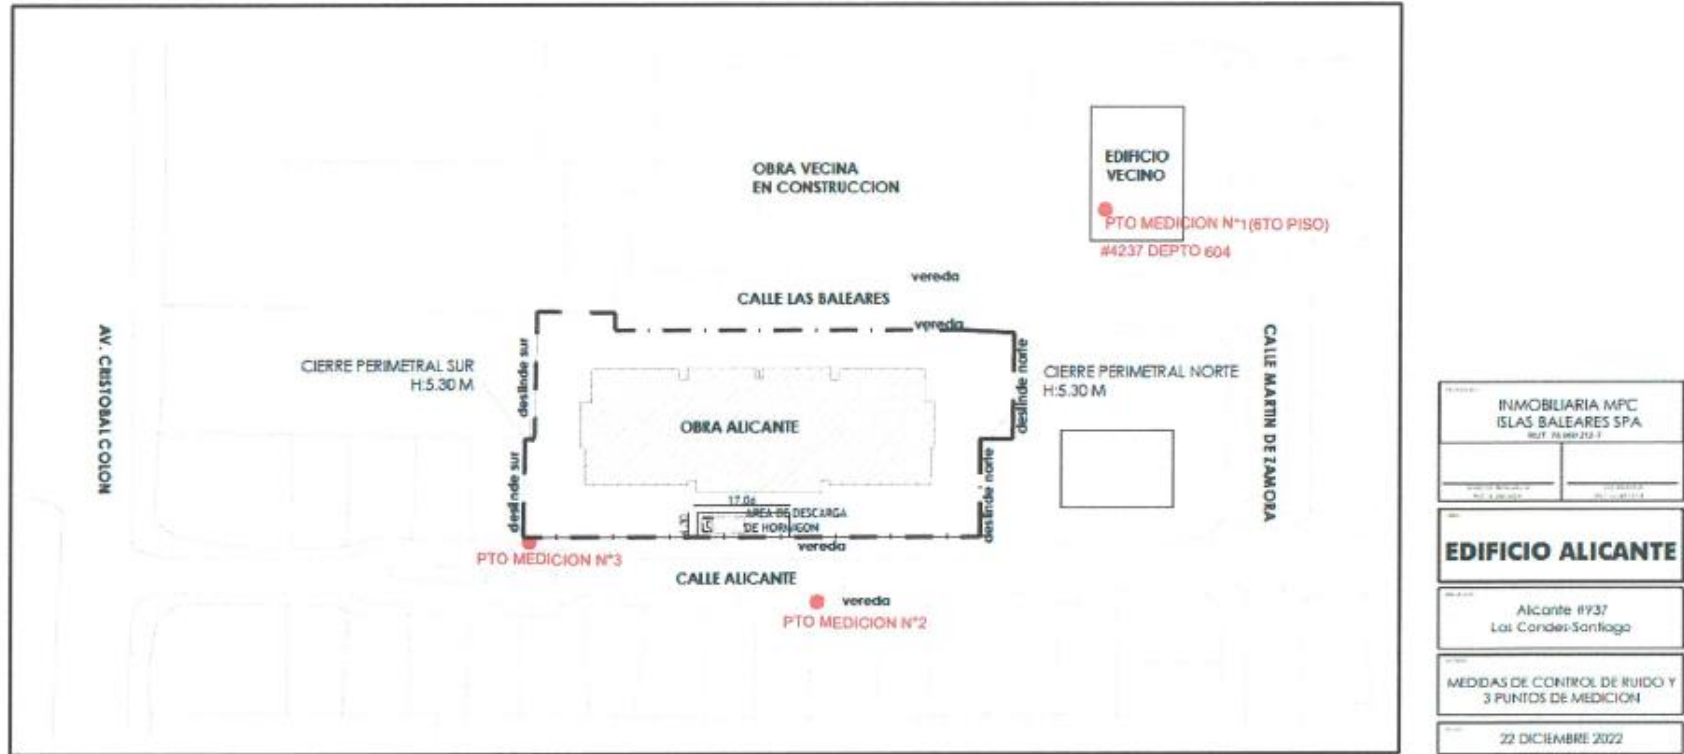 OBRA VECINA
EN CONSTRUCCION
EDIFICIO
VECINO
PTO MEDICION N°1(6TO PISO)
#4237 DEPTO 604
vereda
CALLE LAS BALEARES
vereda
AV. CRISTOBAL COLON
CIERRE PERIMETRAL SUR
H:5.30 M
deslinde sur
deslinde norte
CIERRE PERIMETRAL NORTE
H:5.30 M
CALLE MARTIN DE ZAMORA
OBRA ALICANTE
deslinde sur
deslinde norte
AREA DE DESCARGA
DE HORMIGON
vereda
PTO MEDICION N°3
CALLE ALICANTE
vereda
PTO MEDICION N°2
INMOBILIARIA MPC
ISLAS BALEARES SPA
EDIFICIO ALICANTE
Alicante #937
Las Condes-Santiago
MEDIDAS DE CONTROL DE RUIDO Y
3 PUNTOS DE MEDICION
22 DICIEMBRE 2022